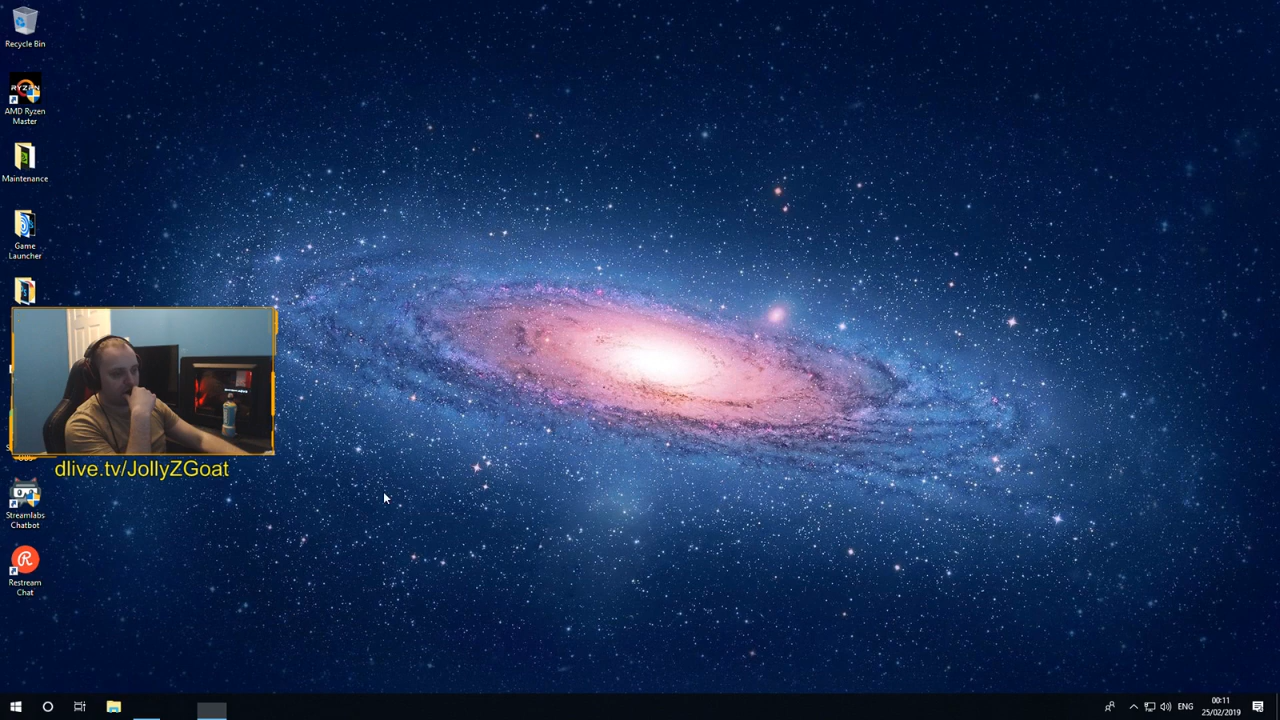 Recycle Bin
RYZEN
AMD Ryzen
Master
Maintenance
Game
Launcher
dlive.tv/JollyZGoat
Streamlabs
Chatbot
Restream
Chat
ENG
00:11
25/02/2019